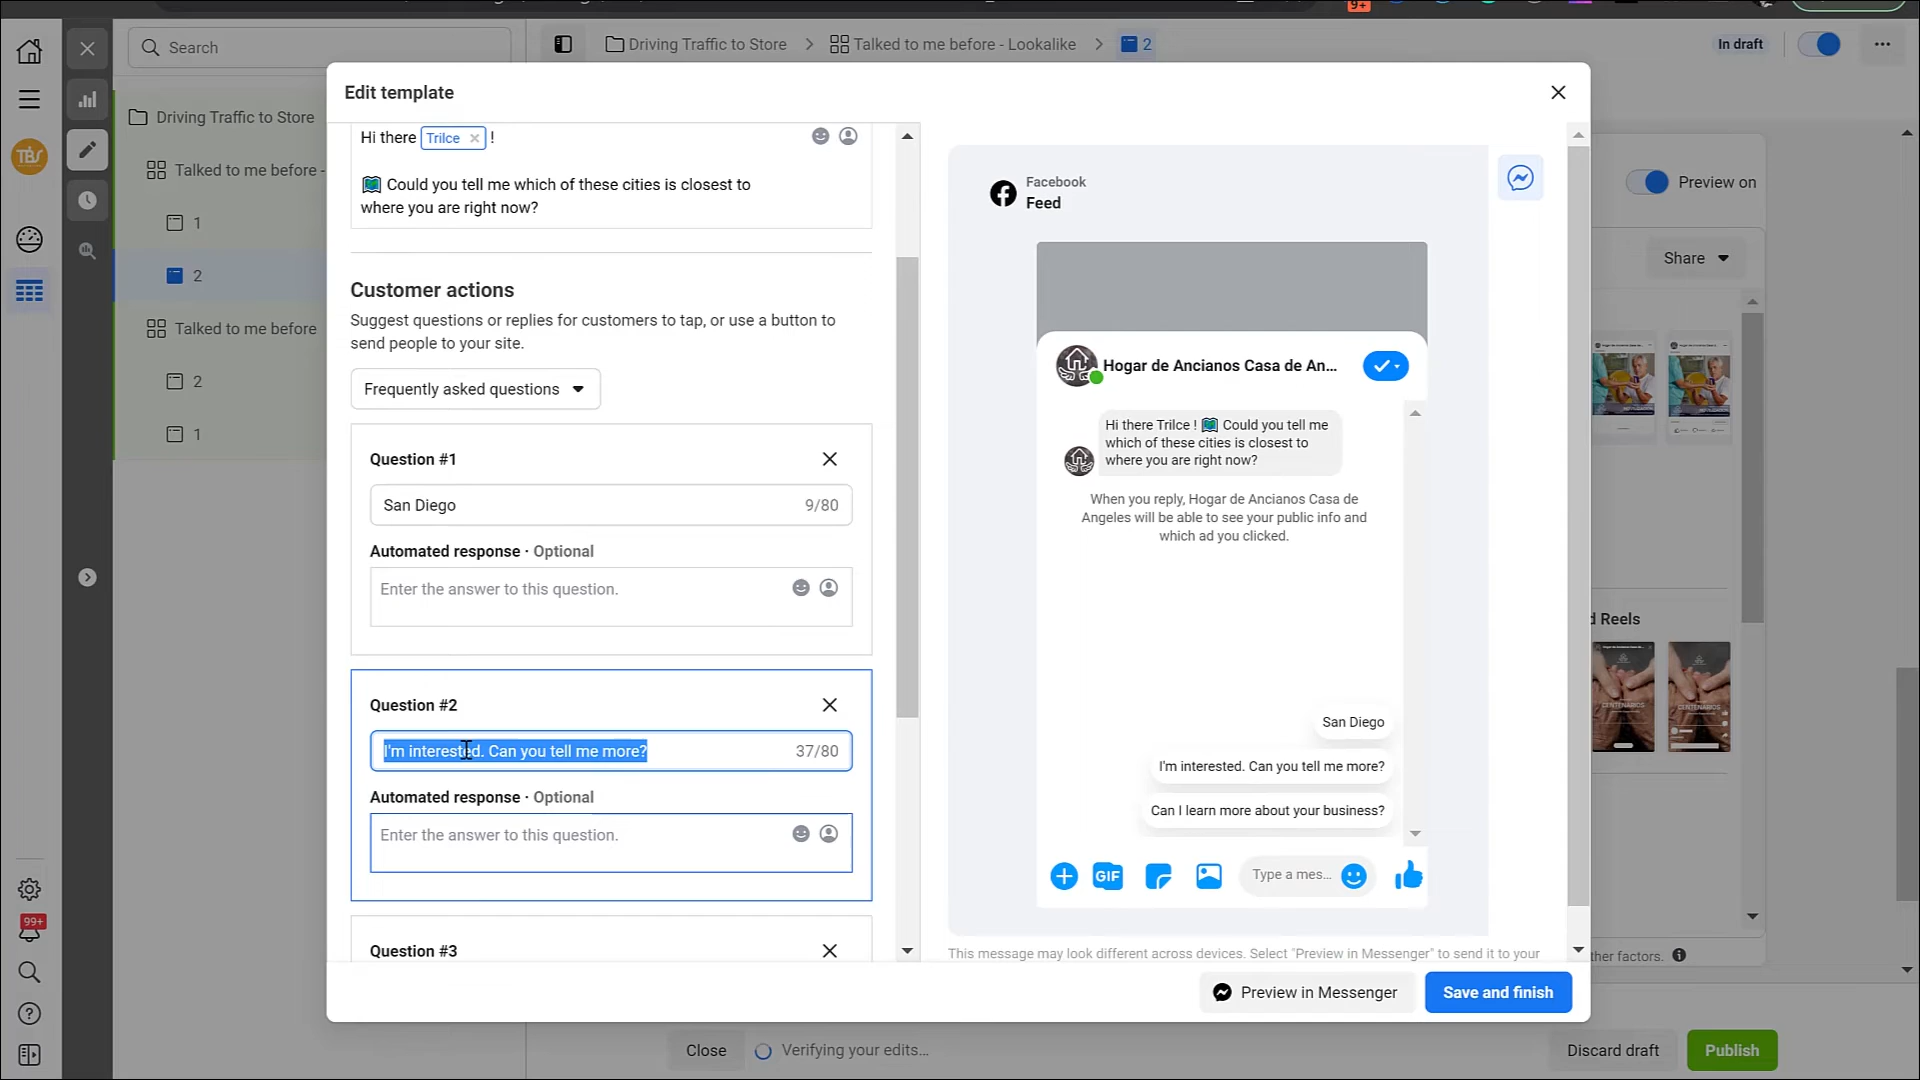 9+
Search
Driving Traffic to Store
Talked to me before - Lookalike
2
In draft
Edit template
Driving Traffic to Store
Talked to me before -
1
2
Talked to me before
2
1
TBS
99+
Hi there Trilce !
Could you tell me which of these cities is closest to
where you are right now?
Customer actions
Suggest questions or replies for customers to tap, or use a button to
send people to your site.
Frequently asked questions
Question #1
San Diego
9/80
Automated response · Optional
Enter the answer to this question.
Question #2
I'm interested. Can you tell me more?
37/80
Automated response · Optional
Enter the answer to this question.
Question #3
Facebook
Feed
Hogar de Ancianos Casa de An...
Hi there Trilce ! Could you tell me
which of these cities is closest to
where you are right now?
When you reply, Hogar de Ancianos Casa de
Angeles will be able to see your public info and
which ad you clicked.
San Diego
I'm interested. Can you tell me more?
Can I learn more about your business?
GIF
Type a mes...
This message may look different across devices. Select "Preview in Messenger" to send it to your
Preview in Messenger
Save and finish
Preview on
Share
d Reels
CENTENARIOS
CENTENARIOS
ther factors.
Close
Verifying your edits...
Discard draft
Publish